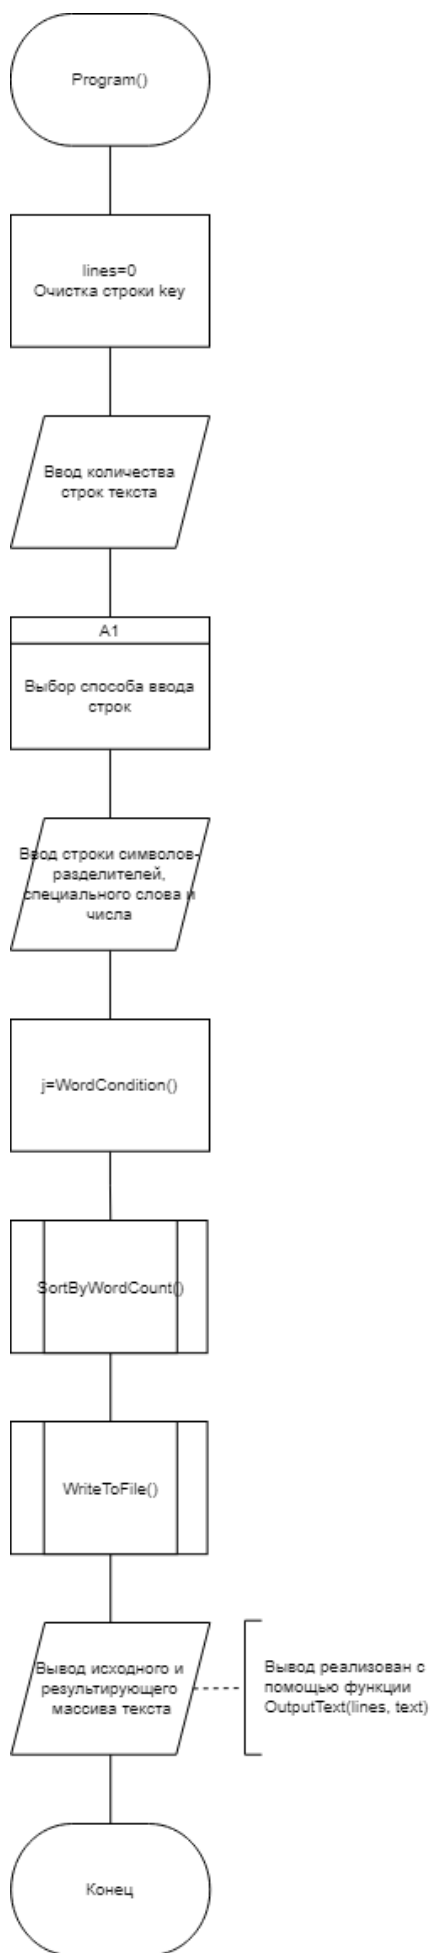 Program()
lines=0
Очистка строки key
Ввод количества
строк текста
A1
Выбор способа ввода
строк
Ввод строки символов-
разделителей,
специального слова и
числа
j=WordCondition()
SortByWordCount()
WriteToFile()
Вывод исходного и
результирующего
массива текста
Вывод реализован с
помощью функции
OutputText(lines, text)
Конец